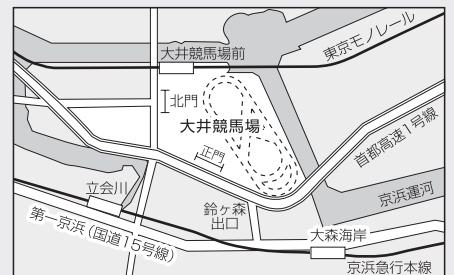 大井競馬場前
東京モノレール
北門
大井競馬場
正門
首都高速1号線
立会川
鈴ヶ森
出口
京浜運河
第一京浜(国道15号線)
大森海岸
京浜急行本線